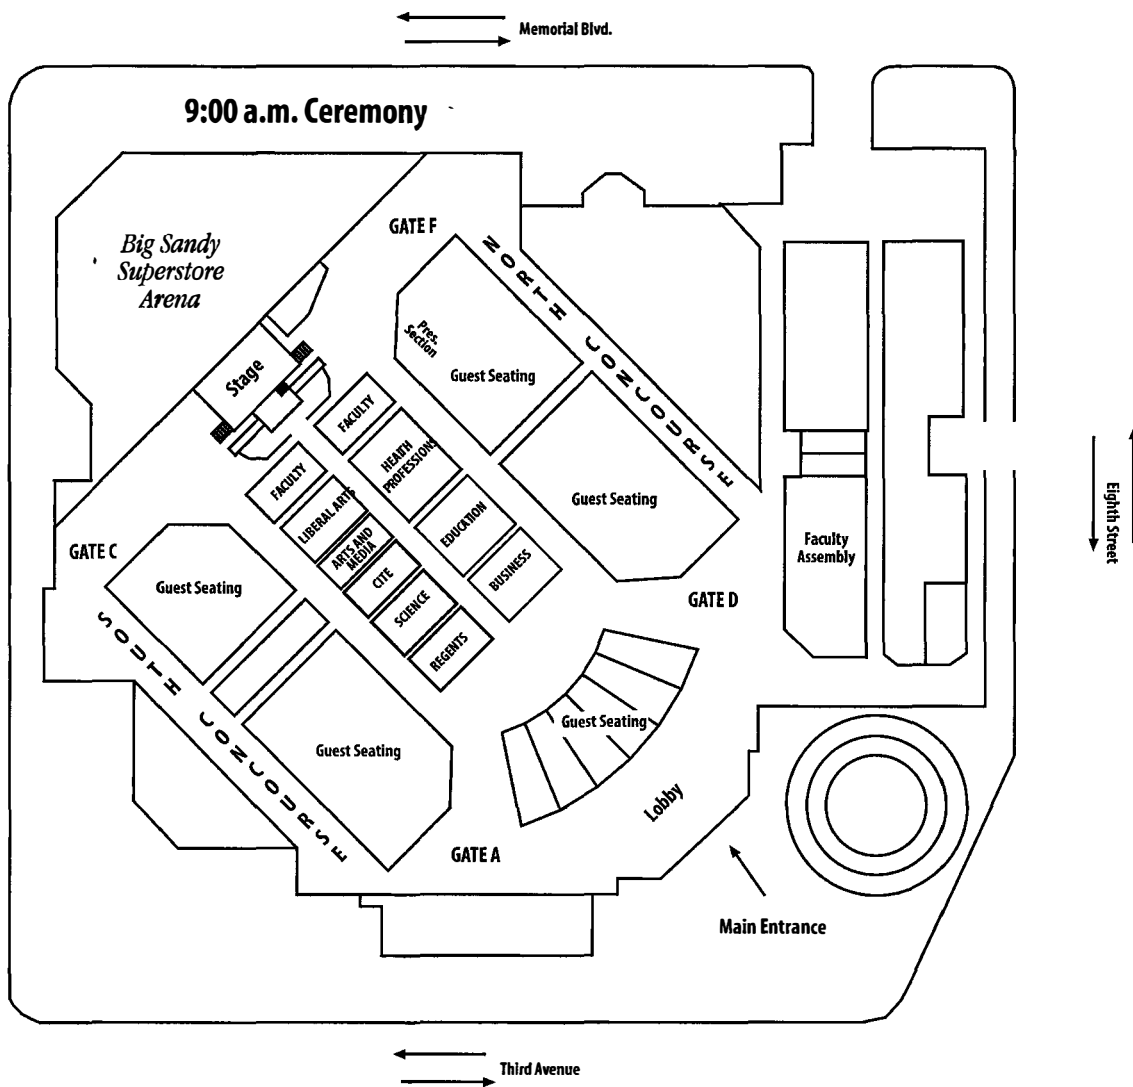 Memorial Blvd.
9:00 a.m. Ceremony
Big Sandy
Superstore
Arena
GATE F
NORTH CONCOURSE
Pres.
Section
Guest Seating
Stage
FACULTY
HEALTH
PROFESSIONS
FACULTY
LIBERAL ARTS
ARTS AND
MEDIA
EDUCATION
CITE
BUSINESS
SCIENCE
REGENTS
Guest Seating
GATE C
Guest Seating
SOUTH CONCOURSE
Guest Seating
GATE D
Faculty
Assembly
Eighth Street
Guest Seating
Lobby
GATE A
Main Entrance
Third Avenue